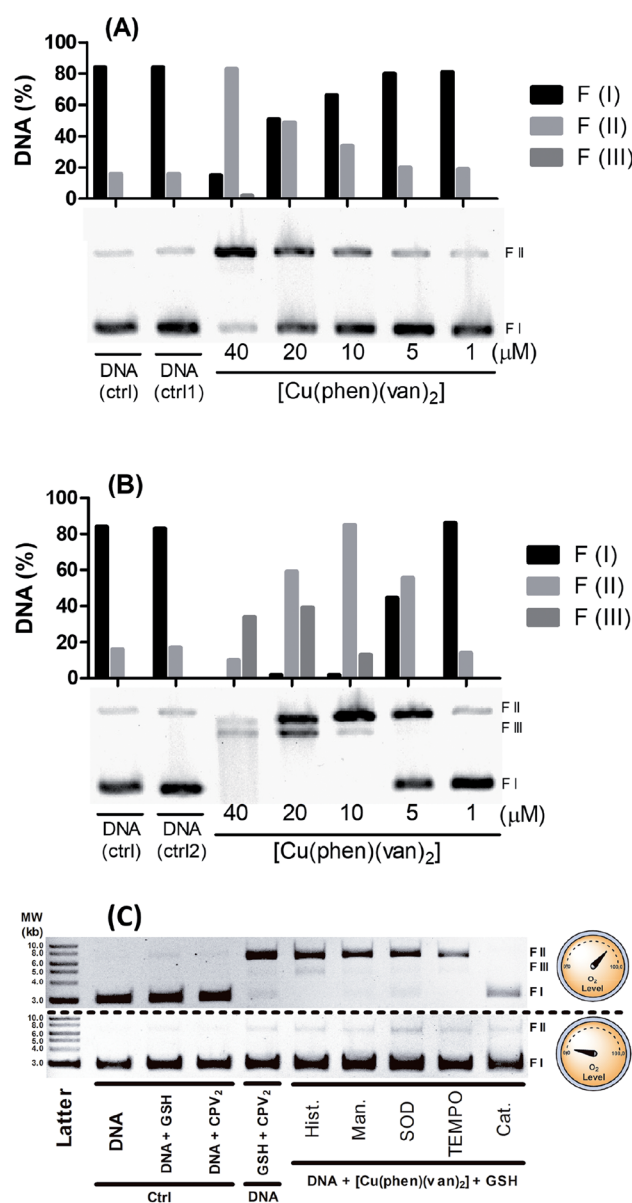 (A)
DNA (%)
100
80
60
40
20
0
F (I)
F (II)
F (III)
F II
F I
DNA (ctrl)
DNA (ctrl1)
40 20 10 5 1 (μM)
[Cu(phen)(van)₂]
(B)
DNA (%)
100
80
60
40
20
0
F (I)
F (II)
F (III)
F II
F III
F I
DNA (ctrl)
DNA (ctrl2)
40 20 10 5 1 (μM)
[Cu(phen)(van)₂]
(C)
MW (kb)
10.0
8.0
6.0
5.0
4.0
3.0
F II
F III
F I
O₂ Level
100.0
10.0
8.0
6.0
5.0
4.0
3.0
F II
F I
O₂ Level
100.0
Latter
DNA
DNA + GSH
DNA + CPV₂
GSH + CPV₂
Hist.
Man.
SOD
TEMPO
Cat.
Ctrl
DNA
DNA + [Cu(phen)(van)₂] + GSH